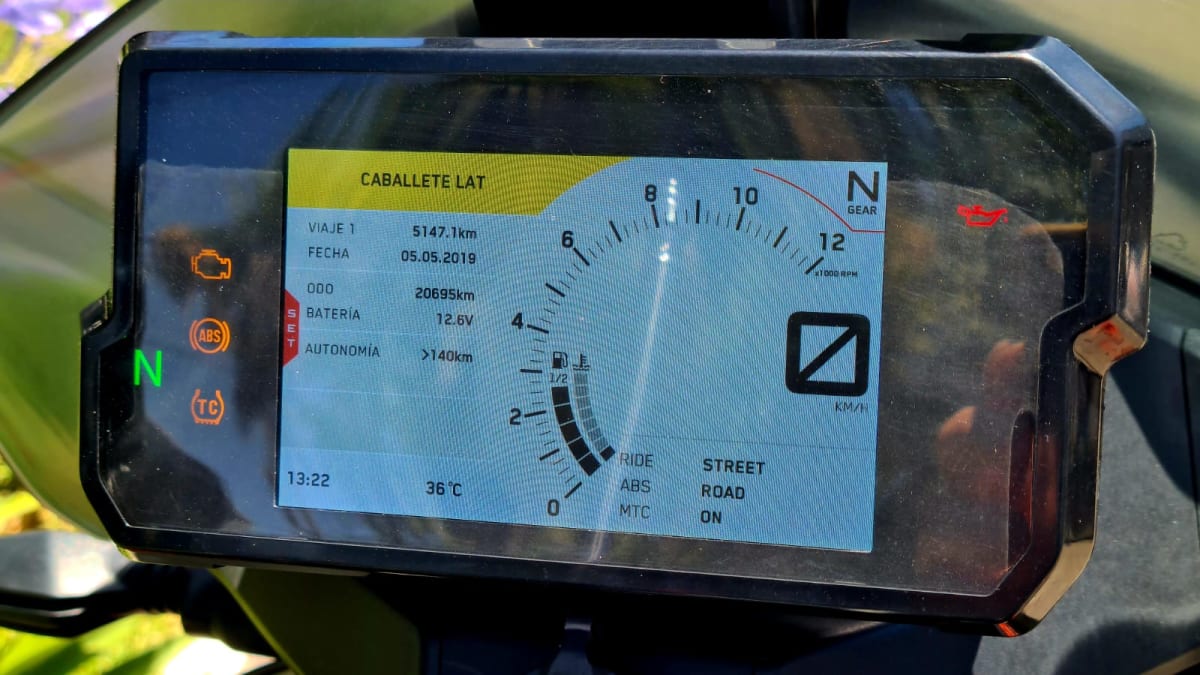 CABALLETE LAT
VIAJE 1 5147.1km
FECHA 05.05.2019
ODO 20695km
BATERÍA 12.6V
AUTONOMÍA >140km
SET
13:22 36°C
N
GEAR
0 2 4 6 8 10 12
x1000 RPM
1/2
0
KM/H
RIDE STREET
ABS ROAD
MTC ON
ABS
N
TC